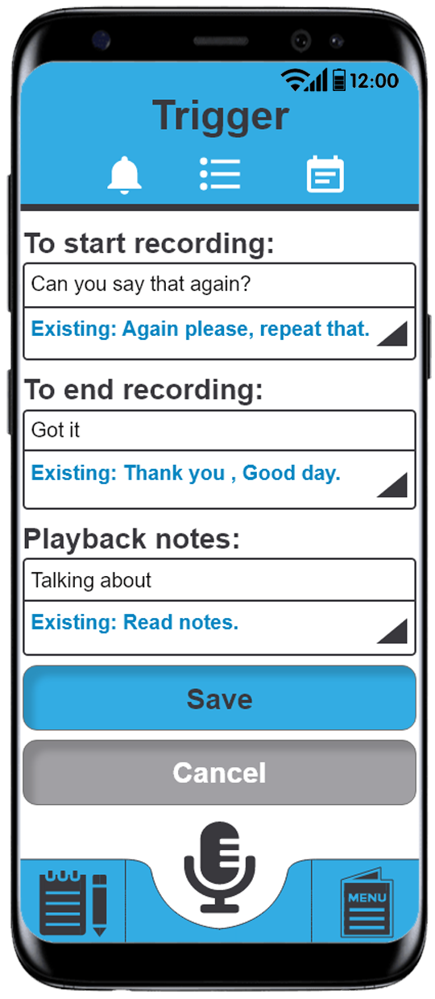 12:00
Trigger
To start recording:
Can you say that again?
Existing: Again please, repeat that.
To end recording:
Got it
Existing: Thank you , Good day.
Playback notes:
Talking about
Existing: Read notes.
Save
Cancel
MENU